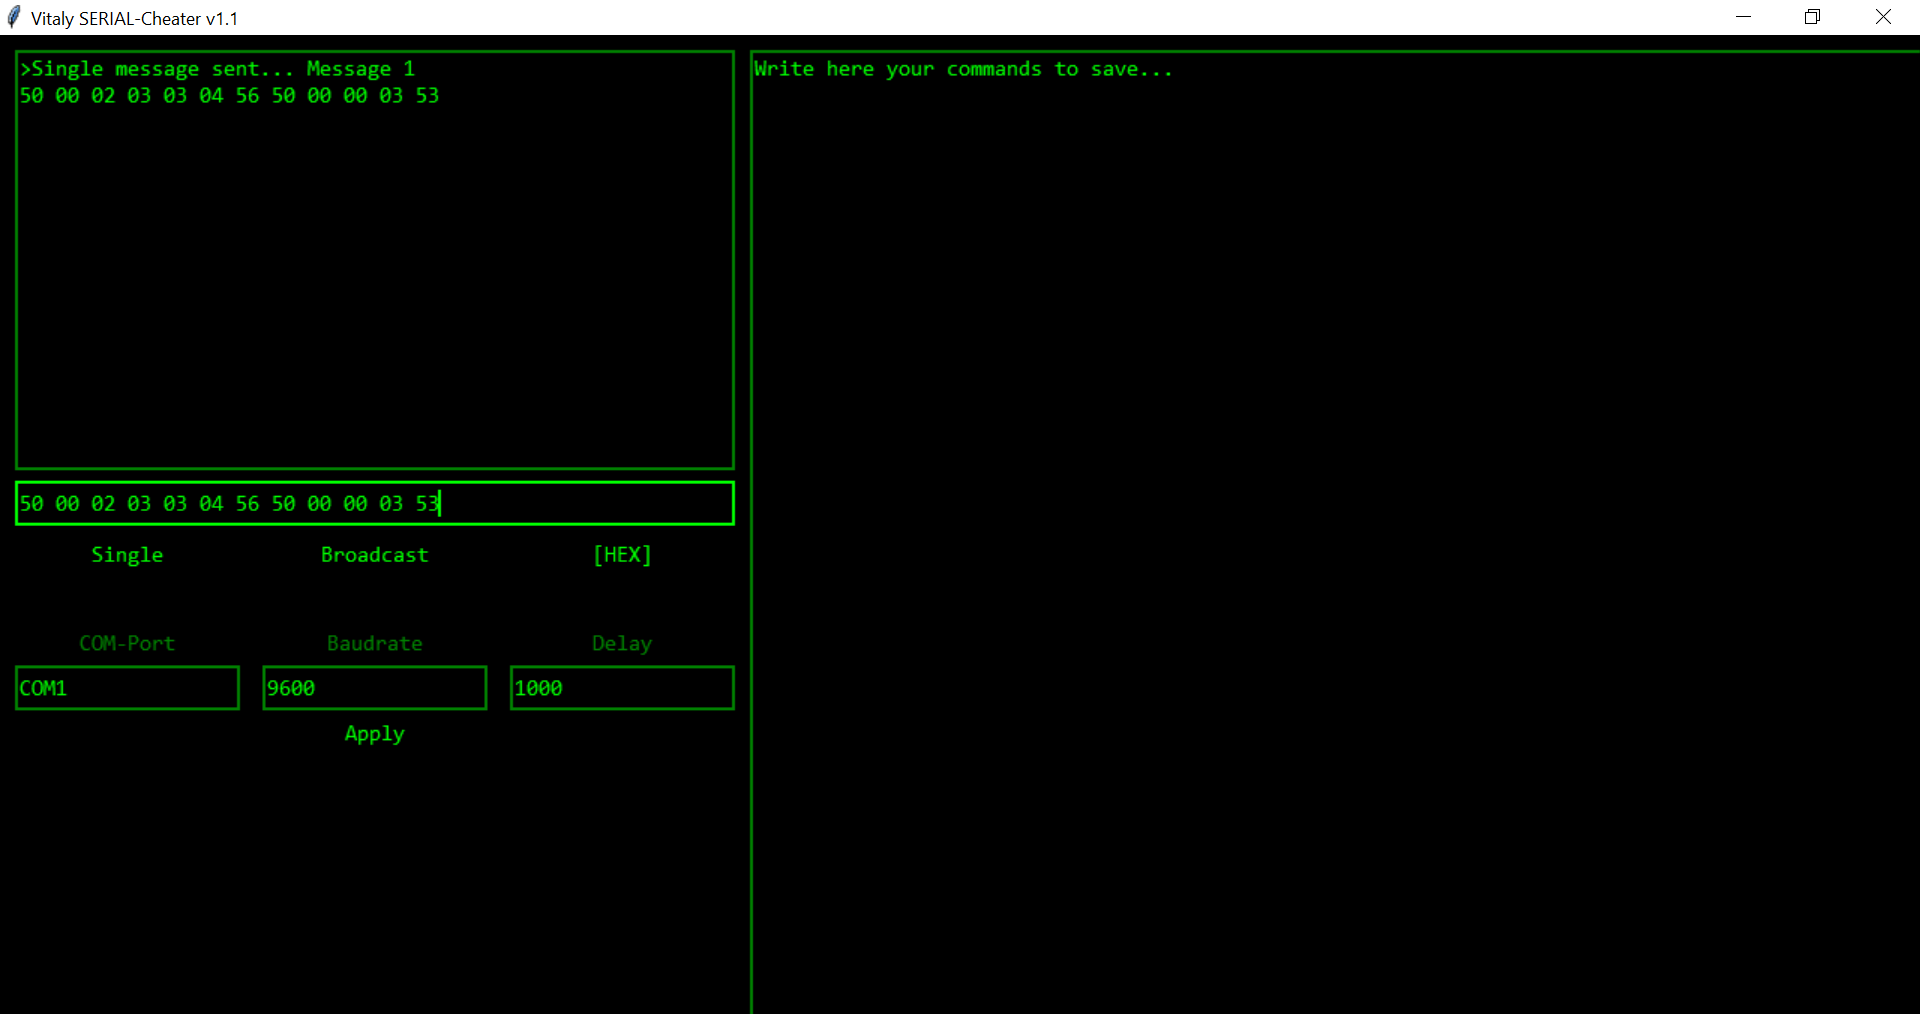 Vitaly SERIAL-Cheater v1.1
>Single message sent... Message 1
50 00 02 03 03 04 56 50 00 00 03 53
50 00 02 03 03 04 56 50 00 00 03 53
Single
Broadcast
[HEX]
COM-Port
Baudrate
Delay
COM1
9600
1000
Apply
Write here your commands to save...